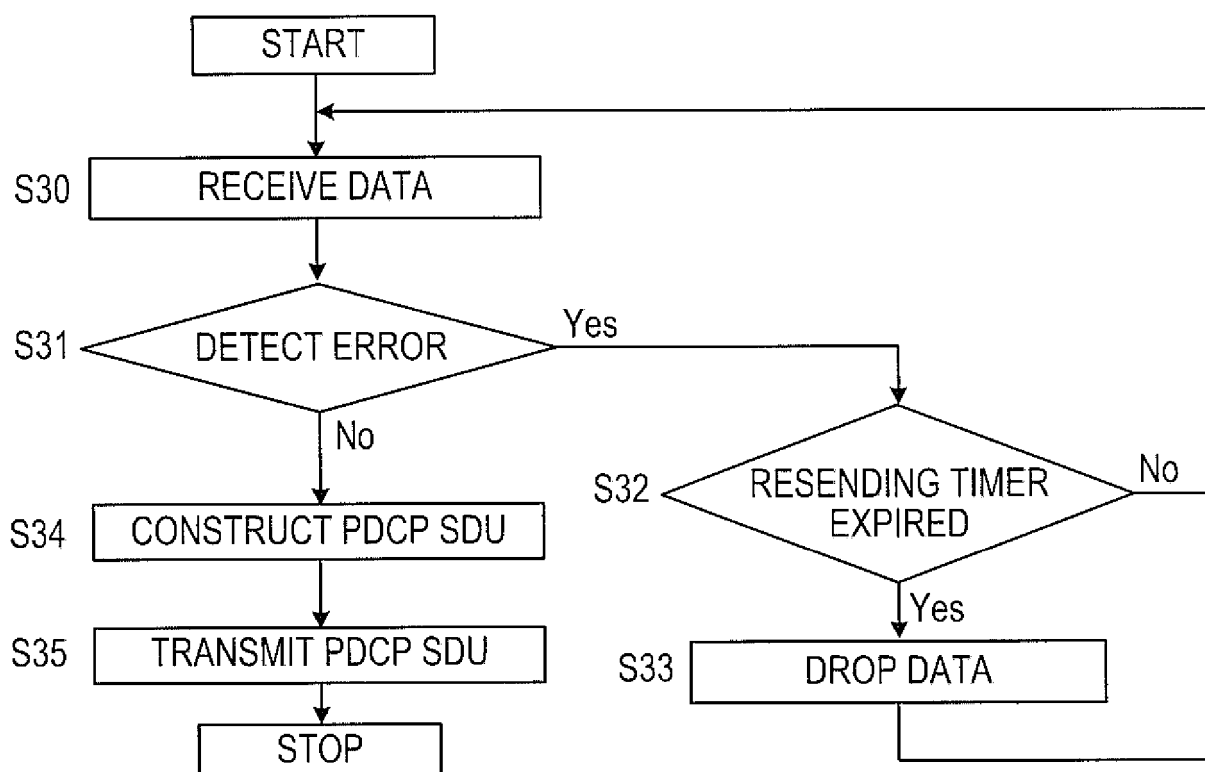 START
S30
RECEIVE DATA
S31
DETECT ERROR
Yes
No
S32
RESENDING TIMER
EXPIRED
No
S34
CONSTRUCT PDCP SDU
Yes
S35
TRANSMIT PDCP SDU
S33
DROP DATA
STOP